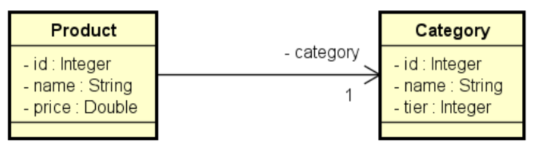 Product
- id : Integer
- name : String
- price : Double
- category
1
Category
- id : Integer
- name : String
- tier : Integer